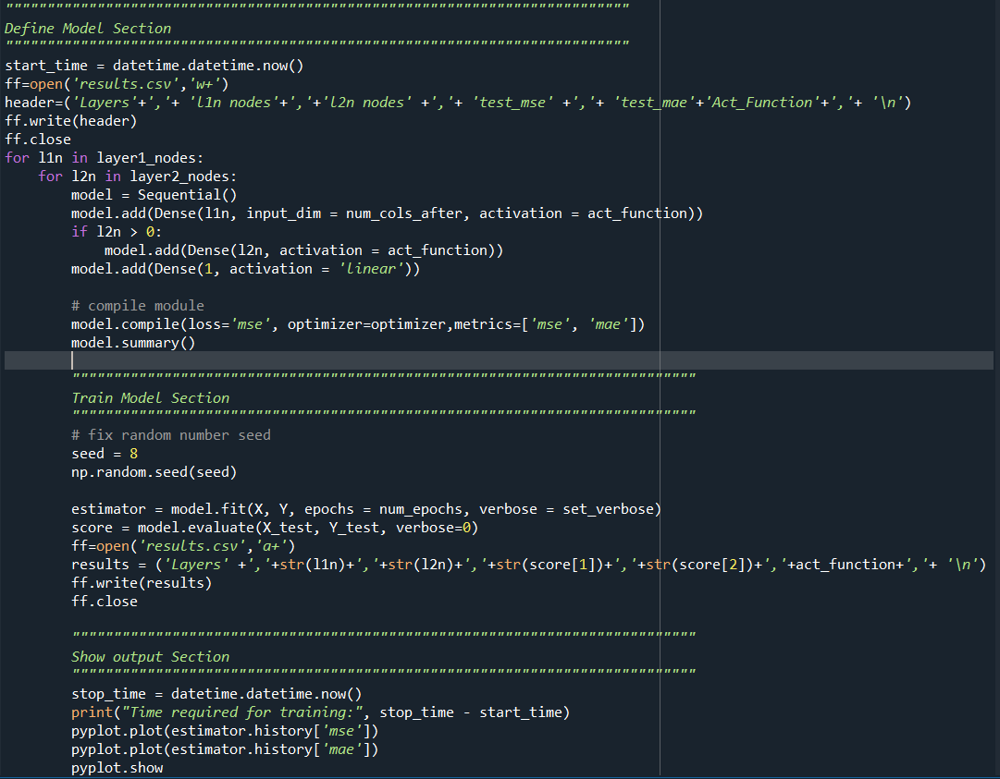 """""""""""""""""""""""""""""""""""""""""""""""""""""""""""""""""""""""""""
Define Model Section
"""""""""""""""""""""""""""""""""""""""""""""""""""""""""""""""""""""""""""
start_time = datetime.datetime.now()
ff=open('results.csv','w+')
header=('Layers'+','+ 'l1n nodes'+','+'l2n nodes' +','+ 'test_mse' +','+ 'test_mae'+'Act_Function'+','+ '\n')
ff.write(header)
ff.close
for l1n in layer1_nodes:
    for l2n in layer2_nodes:
        model = Sequential()
        model.add(Dense(l1n, input_dim = num_cols_after, activation = act_function))
        if l2n > 0:
            model.add(Dense(l2n, activation = act_function))
        model.add(Dense(1, activation = 'linear'))
        # compile module
        model.compile(loss='mse', optimizer=optimizer,metrics=['mse', 'mae'])
        model.summary()
        """""""""""""""""""""""""""""""""""""""""""""""""""""""""""""""""""""""""""
        Train Model Section
        """""""""""""""""""""""""""""""""""""""""""""""""""""""""""""""""""""""""""
        # fix random number seed
        seed = 8
        np.random.seed(seed)
        estimator = model.fit(X, Y, epochs = num_epochs, verbose = set_verbose)
        score = model.evaluate(X_test, Y_test, verbose=0)
        ff=open('results.csv','a+')
        results = ('Layers' +','+str(l1n)+','+str(l2n)+','+str(score[1])+','+str(score[2])+','+act_function+','+ '\n')
        ff.write(results)
        ff.close
        """""""""""""""""""""""""""""""""""""""""""""""""""""""""""""""""""""""""""
        Show output Section
        """""""""""""""""""""""""""""""""""""""""""""""""""""""""""""""""""""""""""
        stop_time = datetime.datetime.now()
        print("Time required for training:", stop_time - start_time)
        pyplot.plot(estimator.history['mse'])
        pyplot.plot(estimator.history['mae'])
        pyplot.show